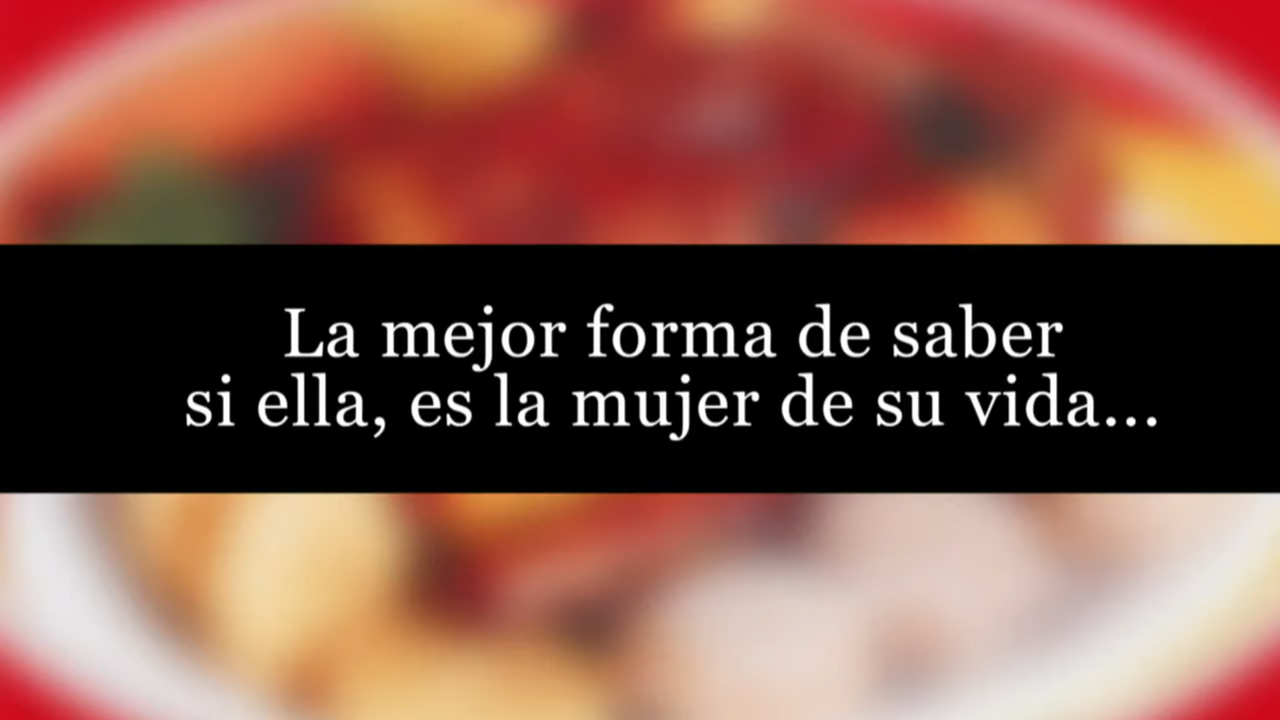 La mejor forma de saber
si ella, es la mujer de su vida...